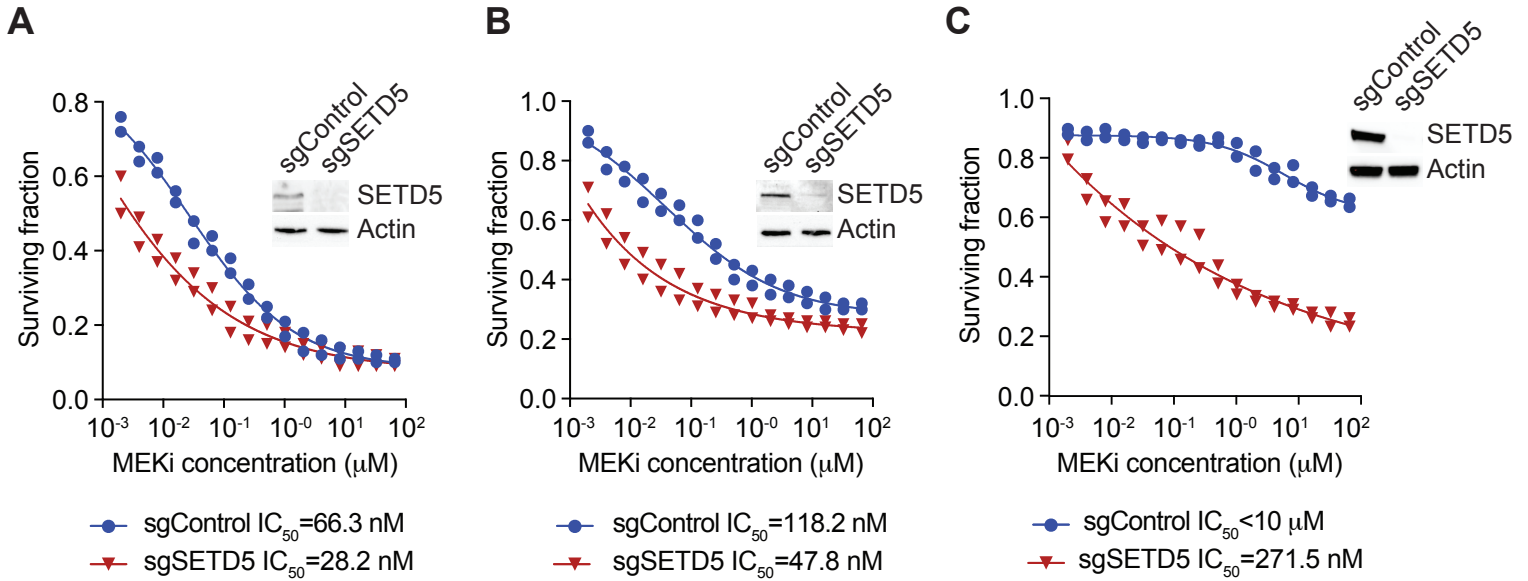 A
sgControl
sgSETD5
SETD5
Actin
0.8
0.6
0.4
0.2
0.0
Surviving fraction
10⁻³ 10⁻² 10⁻¹ 10⁻⁰ 10¹ 10²
MEKi concentration (μM)
sgControl IC₅₀=66.3 nM
sgSETD5 IC₅₀=28.2 nM
B
sgControl
sgSETD5
SETD5
Actin
1.0
0.8
0.6
0.4
0.2
0.0
Surviving fraction
10⁻³ 10⁻² 10⁻¹ 10⁻⁰ 10¹ 10²
MEKi concentration (μM)
sgControl IC₅₀=118.2 nM
sgSETD5 IC₅₀=47.8 nM
C
sgControl
sgSETD5
SETD5
Actin
1.0
0.8
0.6
0.4
0.2
0.0
Surviving fraction
10⁻³ 10⁻² 10⁻¹ 10⁻⁰ 10¹ 10²
MEKi concentration (μM)
sgControl IC₅₀<10 μM
sgSETD5 IC₅₀=271.5 nM